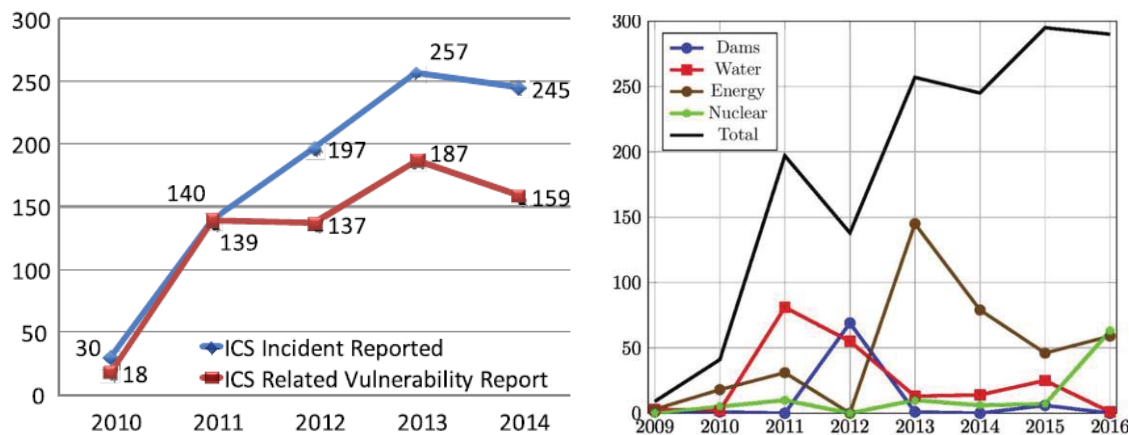 300
250
200
150
100
50
0
257
245
197
187
140
159
139
137
30
18
ICS Incident Reported
ICS Related Vulnerability Report
2010 2011 2012 2013 2014
300
250
200
150
100
50
0
Dams
Water
Energy
Nuclear
Total
2009 2010 2011 2012 2013 2014 2015 2016